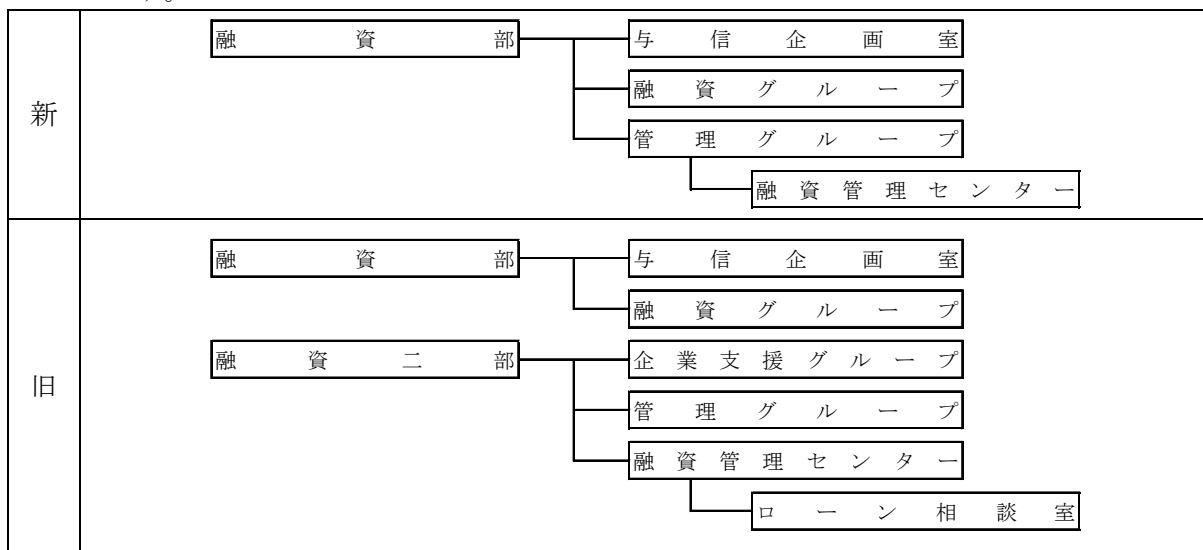 す。
新
融資部 与信企画室
融資グループ
管理グループ
融資管理センター
旧
融資部 与信企画室
融資グループ
融資二部 企業支援グループ
管理グループ
融資管理センター
ローン相談室